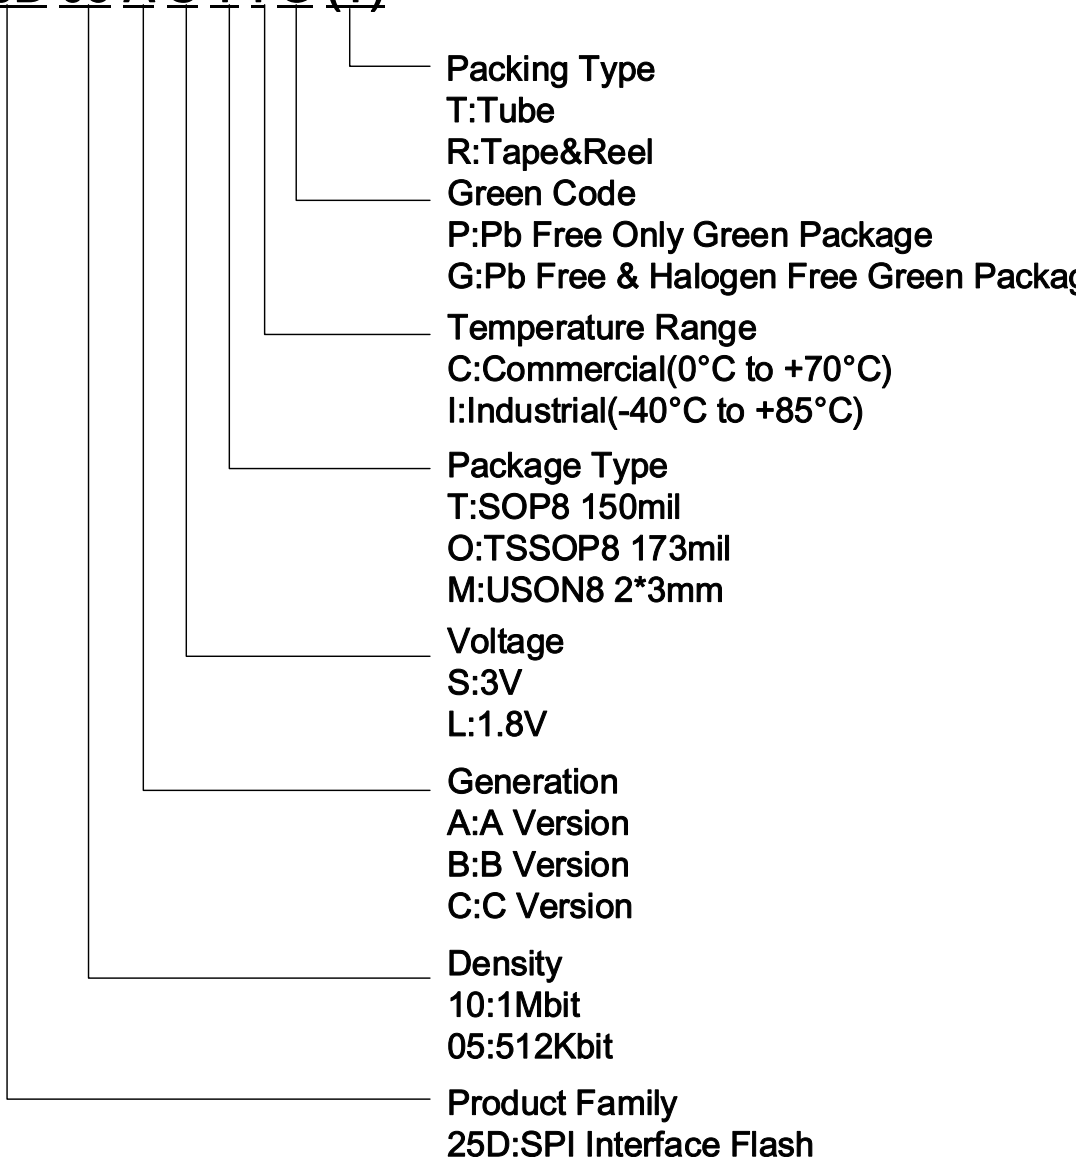 Packing Type
T:Tube
R:Tape&Reel
Green Code
P:Pb Free Only Green Package
G:Pb Free & Halogen Free Green
Temperature Range
C:Commercial(0°C to +70°C)
I:Industrial(-40°C to +85°C)
Package Type
T:SOP8 150mil
O:TSSOP8 173mil
M:USON8 2*3mm
Voltage
S:3V
L:1.8V
Generation
A:A Version
B:B Version
C:C Version
Density
10:1Mbit
05:512Kbit
Product Family
25D:SPI Interface Flash